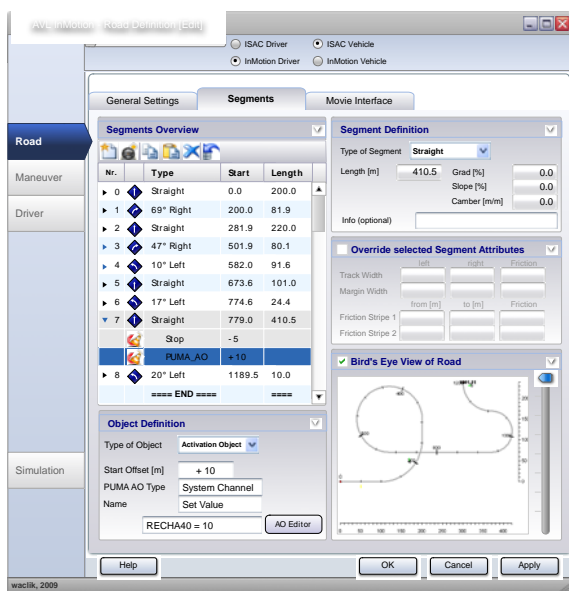 AVL InMotion - Road Definition [Edit]
ISAC Driver
ISAC Vehicle
InMotion Driver
InMotion Vehicle
General Settings
Segments
Movie Interface
Road
Maneuver
Driver
Simulation
Segments Overview
Nr. Type Start Length
0 Straight 0.0 200.0
1 69° Right 200.0 81.9
2 Straight 281.9 220.0
3 47° Right 501.9 80.1
4 10° Left 582.0 91.6
5 Straight 673.6 101.0
6 17° Left 774.6 24.4
7 Straight 779.0 410.5
Stop -5
PUMA_AO +10
8 20° Left 1189.5 10.0
==== END ==== ====
Object Definition
Type of Object Activation Object
Start Offset [m] + 10
PUMA AO Type System Channel
Name Set Value
RECHA40 = 10 AO Editor
Segment Definition
Type of Segment Straight
Length [m] 410.5 Grad [%] 0.0
Slope [%] 0.0
Camber [m/m] 0.0
Info (optional)
Override selected Segment Attributes
left right Friction
Track Width
Margin Width
from [m] to [m] Friction
Friction Stripe 1
Friction Stripe 2
Bird's Eye View of Road
Help
OK
Cancel
Apply
waclik, 2009